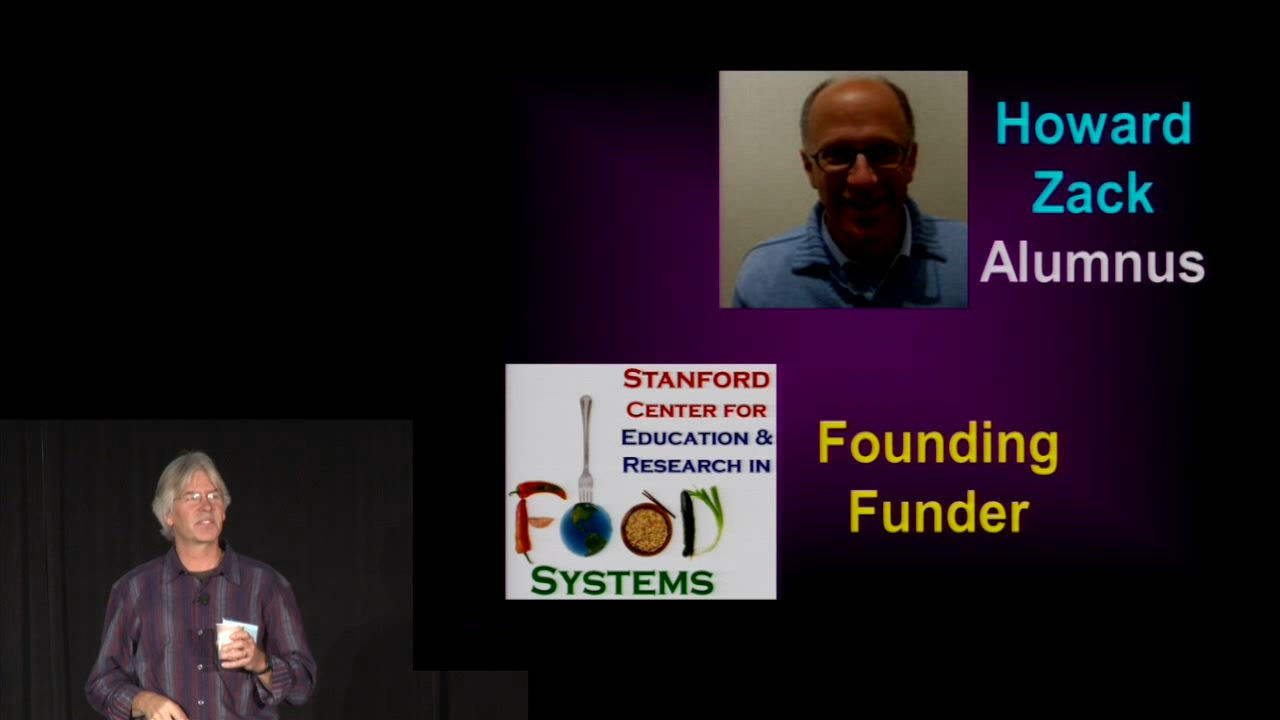 Howard
Zack
Alumnus
STANFORD
CENTER FOR
EDUCATION &
RESEARCH IN
FOOD
SYSTEMS
Founding
Funder